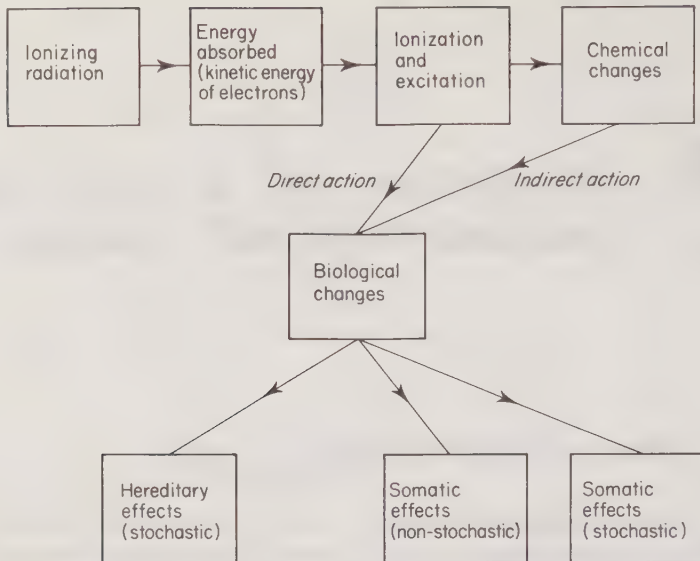 Ionizing
radiation
Energy
absorbed
(kinetic energy
of electrons)
Ionization
and
excitation
Chemical
changes
Direct action
Indirect action
Biological
changes
Hereditary
effects
(stochastic)
Somatic
effects
(non-stochastic)
Somatic
effects
(stochastic)